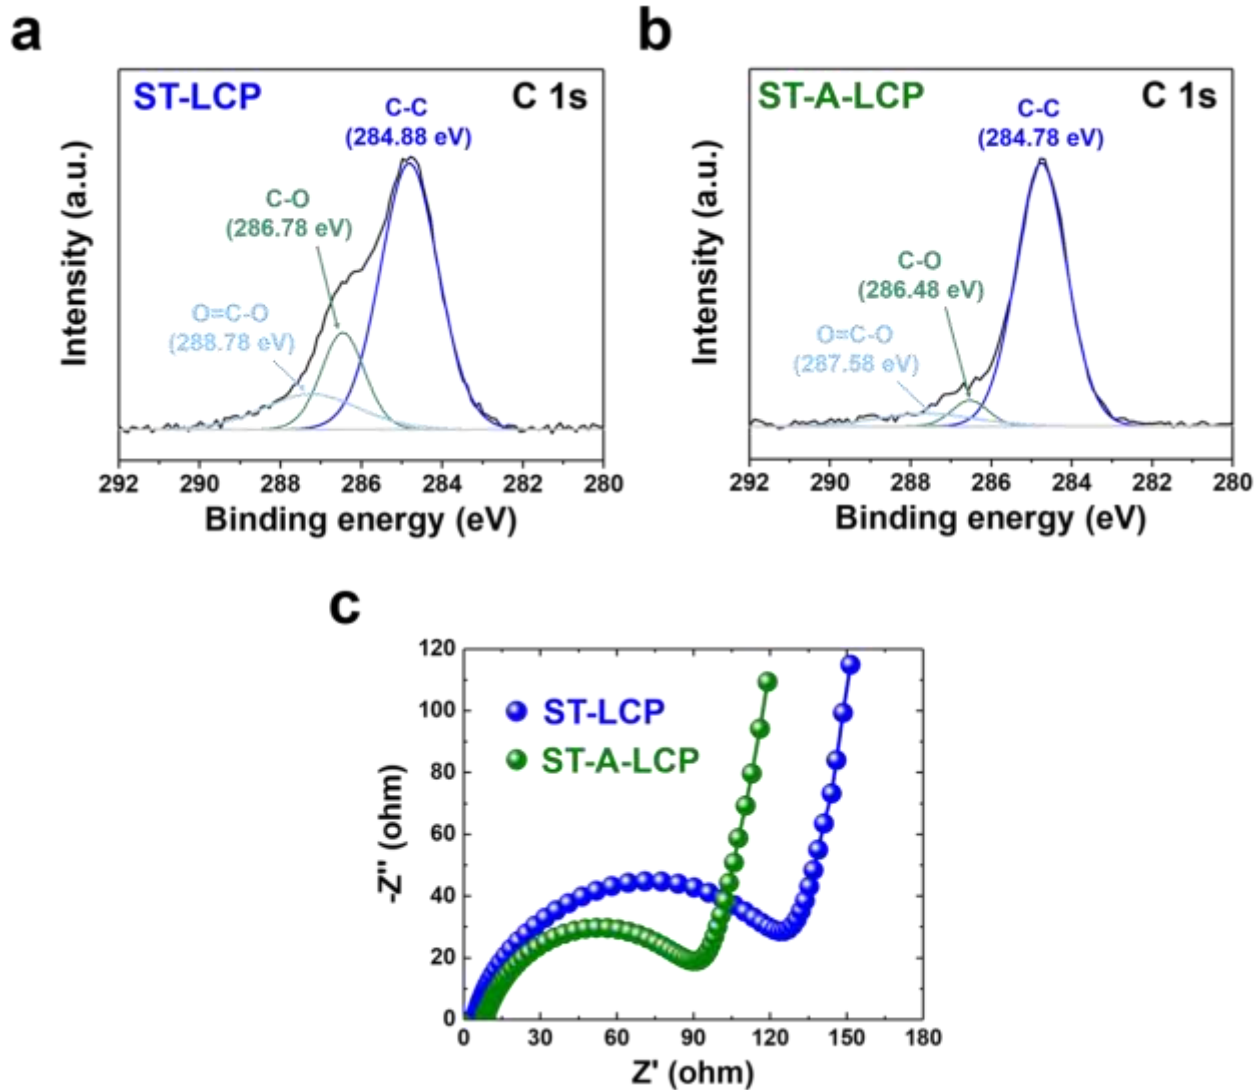 a
ST-LCP
C 1s
C-C
(284.88 eV)
C-O
(286.78 eV)
O=C-O
(288.78 eV)
Intensity (a.u.)
292 290 288 286 284 282 280
Binding energy (eV)
b
ST-A-LCP
C 1s
C-C
(284.78 eV)
C-O
(286.48 eV)
O=C-O
(287.58 eV)
Intensity (a.u.)
292 290 288 286 284 282 280
Binding energy (eV)
c
120
100
80
60
40
20
0
-Z'' (ohm)
ST-LCP
ST-A-LCP
0 30 60 90 120 150 180
Z' (ohm)